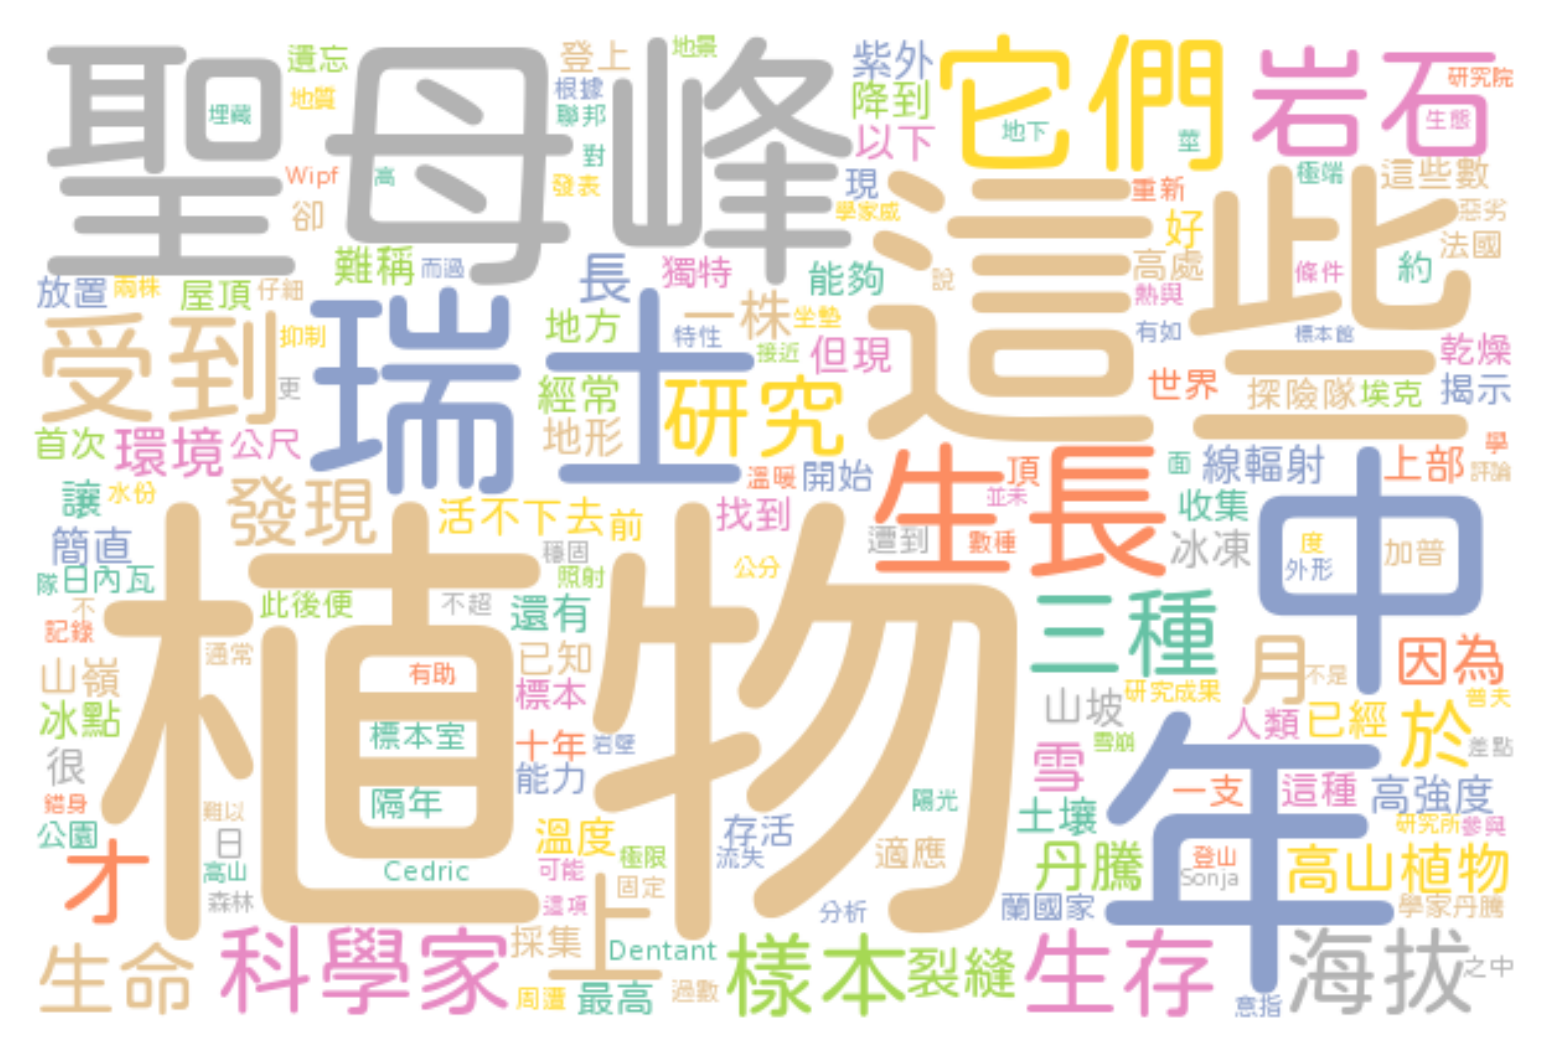 聖母峰
遺忘
登上
地景
紫外
它們
岩石
研究院
地質
埋藏
根據
聯邦
降到
地下
莖
生態
Wipf
高
對
發表
以下
極端
這些數
卻
現
學家威
這些
重新
好
惡劣
法國
難稱
而過
長
獨特
能夠
說
高處
熱與
條件
約
放置
兩株
屋頂
仔細
瑞士
地方
一株
坐墊
特性
接近
但現
有如
標本館
乾燥
受到
抑制
更
經常
研究
世界
探險隊
埃克
揭示
首次
環境
公尺
地形
溫暖
開始
生長
頂
並未
面
線輻射
上部
學
評論
讓
水份
發現
活不下去
前
找到
遭到
數種
收集
中
簡直
穩固
冰凍
度
外形
加普
隊
日內瓦
照射
公分
植物
不
此後便
不超
還有
三種
記錄
通常
有助
已知
月
不是
因為
山嶺
標本
山坡
研究成果
普夫
冰點
標本室
十年
岩壁
人類
已經
於
雪崩
差點
很
能力
雪
年
一支
這種
高強度
錯身
難以
隔年
陽光
土壤
研究所
參與
公園
日
溫度
存活
流失
適應
丹騰
登山
高山植物
才
高山
Cedric
可能
極限
固定
Sonja
森林
這項
上
分析
蘭國家
學家丹騰
生命
科學家
採集
Dentant
樣本
裂縫
生存
海拔
之中
周遭
最高
過數
意指